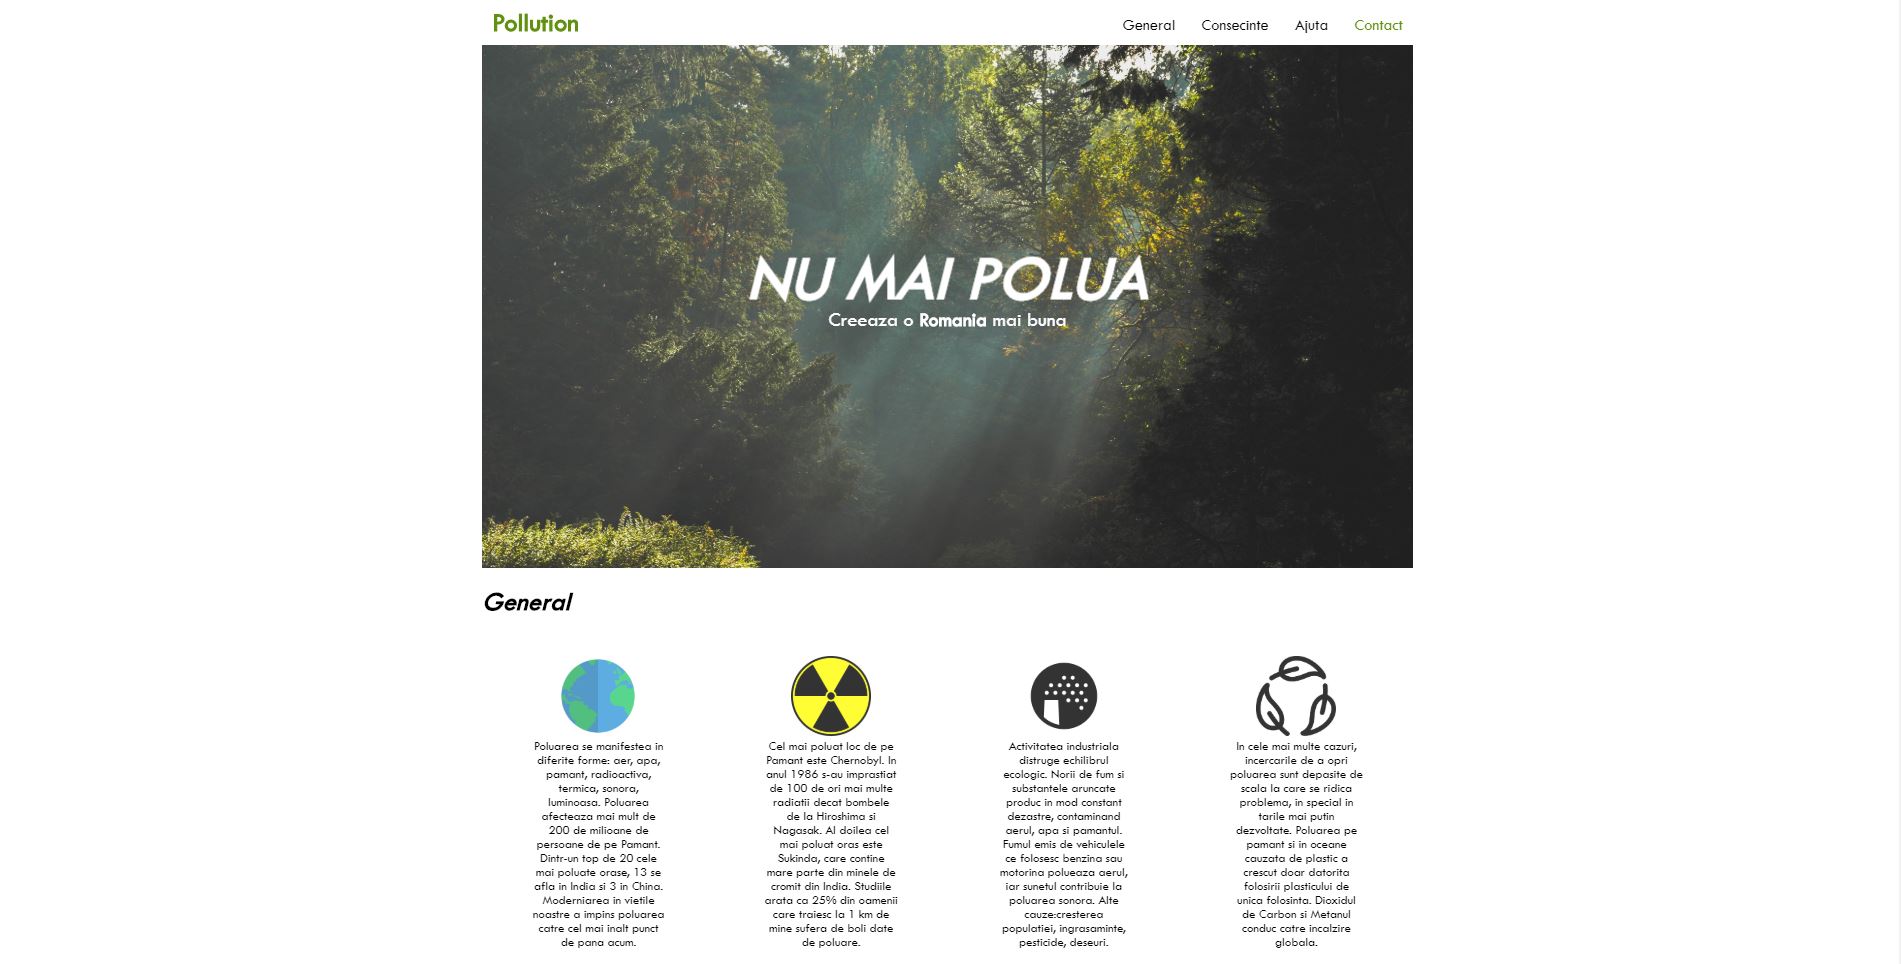 Pollution
General Consecinte Ajuta Contact
NU MAI POLUA
Creeaza o Romania mai buna
General
Poluarea se manifestea in
diferite forme: aer, apa,
pamant, radioactiva,
termica, sonora,
luminoasa. Poluarea
afecteaza mai mult de
200 de milioane de
persoane de pe Pamant.
Dintr-un top de 20 cele
mai poluate orase, 13 se
afla in India si 3 in China.
Moderniarea in vietile
noastre a impins poluarea
catre cel mai inalt punct
de pana acum.
Cel mai poluat loc de pe
Pamant este Chernobyl. In
anul 1986 s-au imprastiat
de 100 de ori mai multe
radiatii decat bombele
de la Hiroshima si
Nagasak. Al doilea cel
mai poluat oras este
Sukinda, care contine
mare parte din minele de
cromit din India. Studiile
arata ca 25% din oamenii
care traiesc la 1 km de
mine sufera de boli date
de poluare.
Activitatea industriala
distruge echilibrul
ecologic. Norii de fum si
substantele aruncate
produc in mod constant
dezastre, contaminand
aerul, apa si pamantul.
Fumul emis de vehiculele
ce folosesc benzina sau
motorina polueaza aerul,
iar sunetul contribuie la
poluarea sonora. Alte
cauze:cresterea
populatiei, ingrasaminte,
pesticide, deseuri.
In cele mai multe cazuri,
incercarile de a opri
poluarea sunt depasite de
scala la care se ridica
problema, in special in
tarile mai putin
dezvoltate. Poluarea pe
pamant si in oceane
cauzata de plastic a
crescut doar datorita
folosirii plasticului de
unica folosinta. Dioxidul
de Carbon si Metanul
conduc catre incalzire
globala.